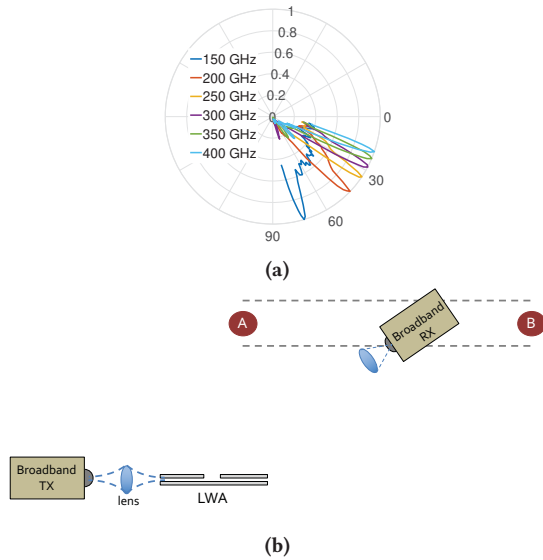 1
0.8
0.6
0.4
0.2
0
0
30
60
90
150 GHz
200 GHz
250 GHz
300 GHz
350 GHz
400 GHz
(a)
A
Broadband
RX
B
Broadband
TX
lens
LWA
(b)